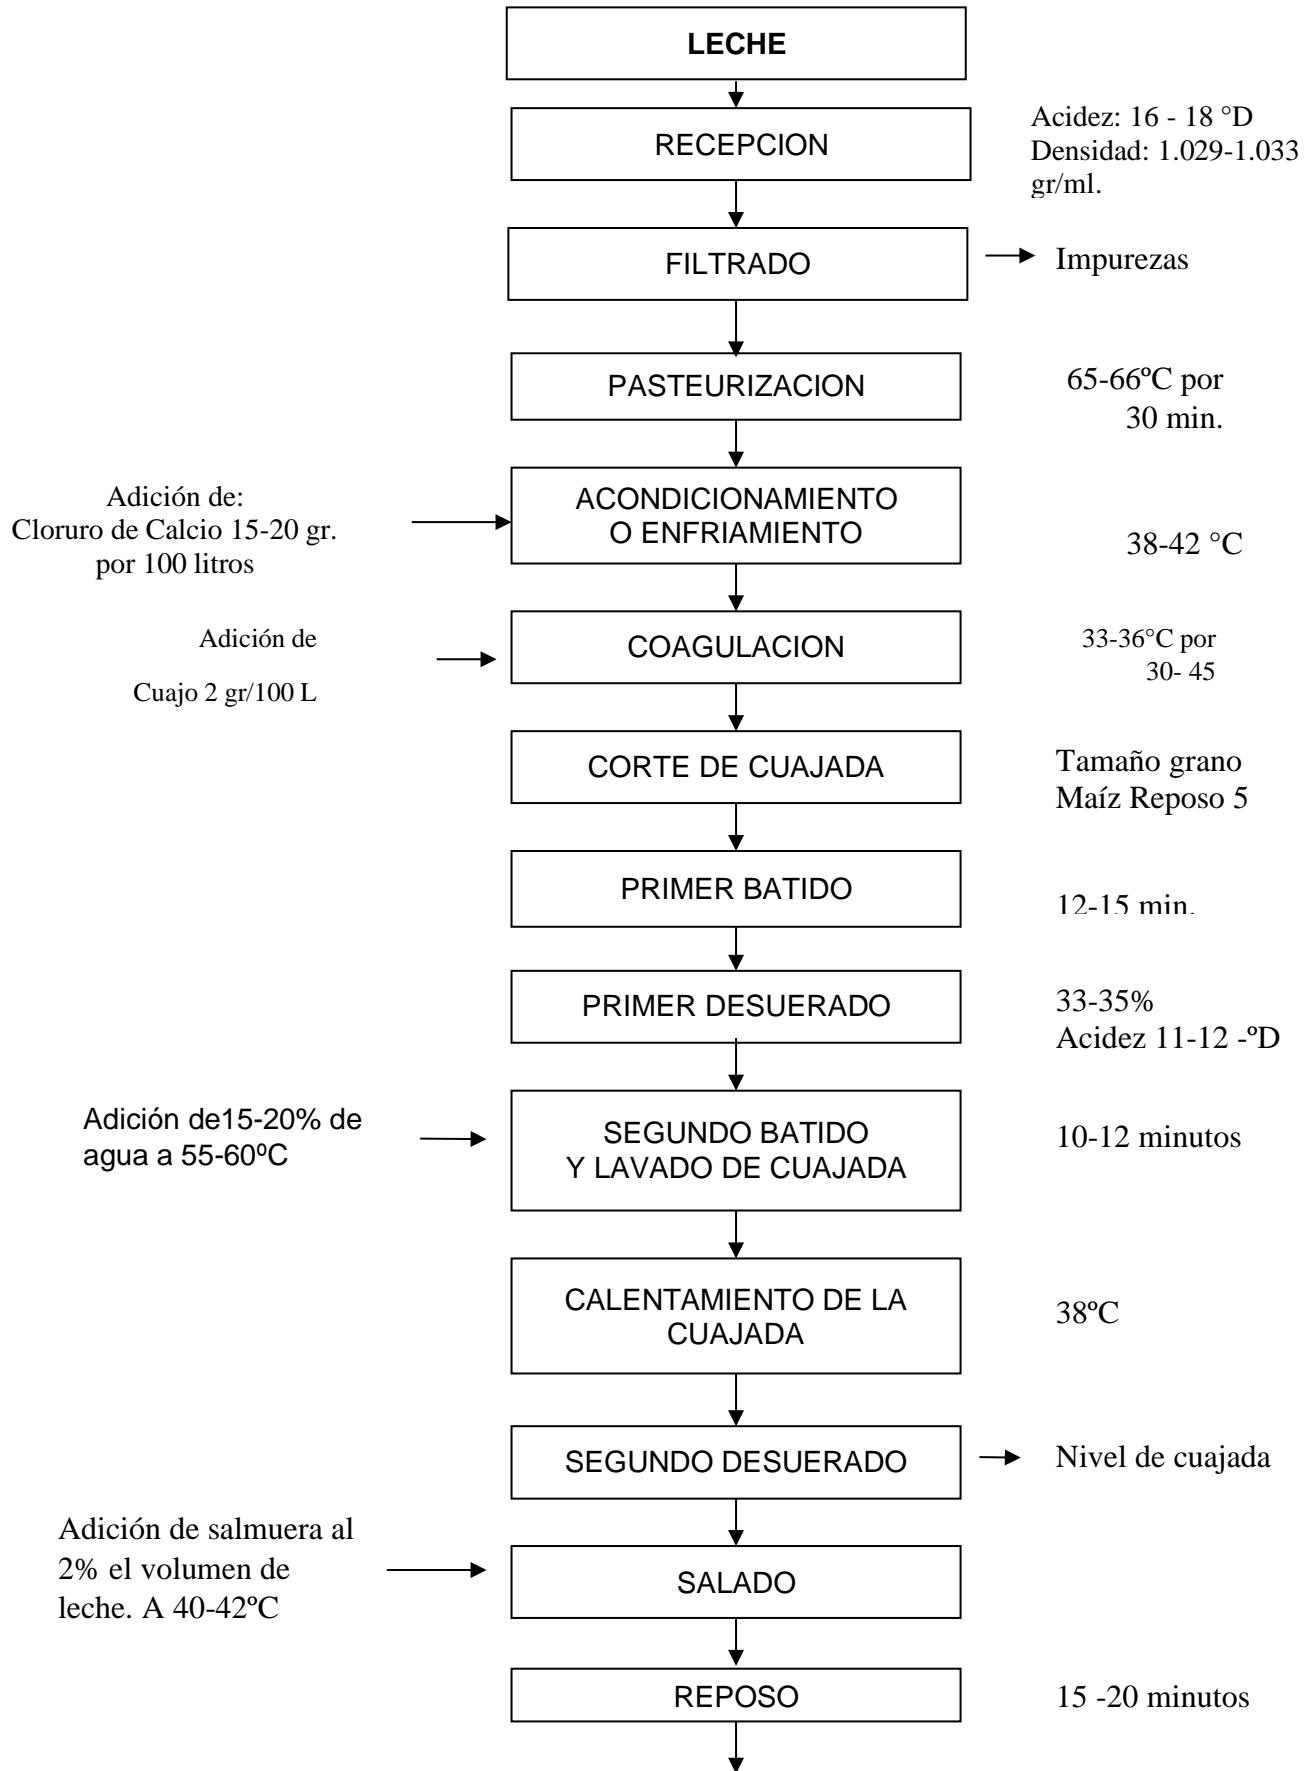 LECHE
RECEPCION
Acidez: 16 - 18 °D
Densidad: 1.029-1.033
gr/ml.
FILTRADO
Impurezas
PASTEURIZACION
65-66ºC por
30 min.
Adición de:
Cloruro de Calcio 15-20 gr.
por 100 litros
ACONDICIONAMIENTO
O ENFRIAMIENTO
38-42 °C
Adición de
Cuajo 2 gr/100 L
COAGULACION
33-36°C por
30- 45
CORTE DE CUAJADA
Tamaño grano
Maíz Reposo 5
PRIMER BATIDO
12-15 min.
PRIMER DESUERADO
33-35%
Acidez 11-12 -ºD
Adición de15-20% de
agua a 55-60ºC
SEGUNDO BATIDO
Y LAVADO DE CUAJADA
10-12 minutos
CALENTAMIENTO DE LA
CUAJADA
38ºC
SEGUNDO DESUERADO
Nivel de cuajada
Adición de salmuera al
2% el volumen de
leche. A 40-42ºC
SALADO
REPOSO
15 -20 minutos